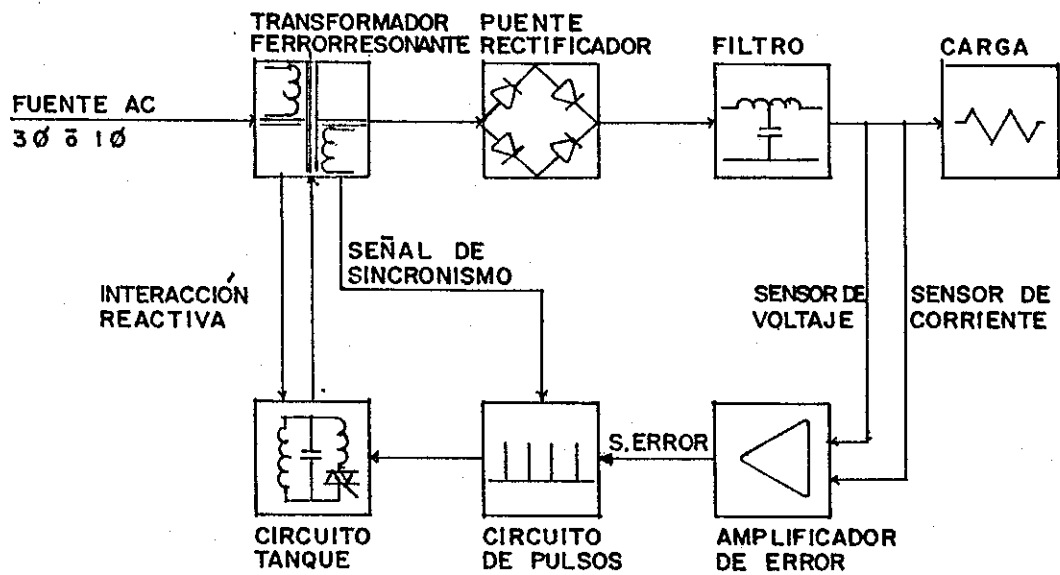 TRANSFORMADOR
FERRORRESONANTE
PUENTE
RECTIFICADOR
FILTRO
CARGA
FUENTE AC
3Ø ō 1Ø
SEÑAL DE
SINCRONISMO
INTERACCIÓN
REACTIVA
SENSOR DE
VOLTAJE
SENSOR DE
CORRIENTE
S. ERROR
CIRCUITO
TANQUE
CIRCUITO
DE PULSOS
AMPLIFICADOR
DE ERROR